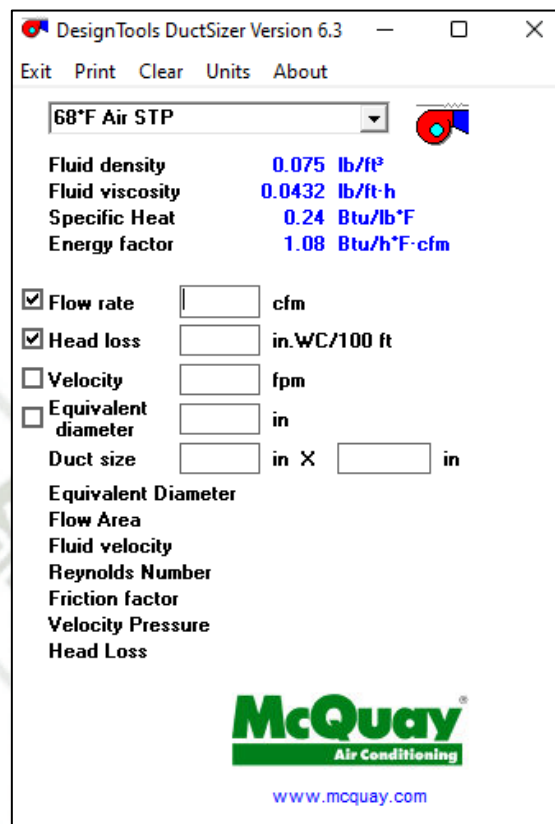 DesignTools DuctSizer Version 6.3
Exit Print Clear Units About
68°F Air STP
Fluid density 0.075 lb/ft³
Fluid viscosity 0.0432 lb/ft·h
Specific Heat 0.24 Btu/lb°F
Energy factor 1.08 Btu/h°F·cfm
Flow rate cfm
Head loss in.WC/100 ft
Velocity fpm
Equivalent
diameter in
Duct size in X in
Equivalent Diameter
Flow Area
Fluid velocity
Reynolds Number
Friction factor
Velocity Pressure
Head Loss
McQuay®
Air Conditioning
www.mcquay.com